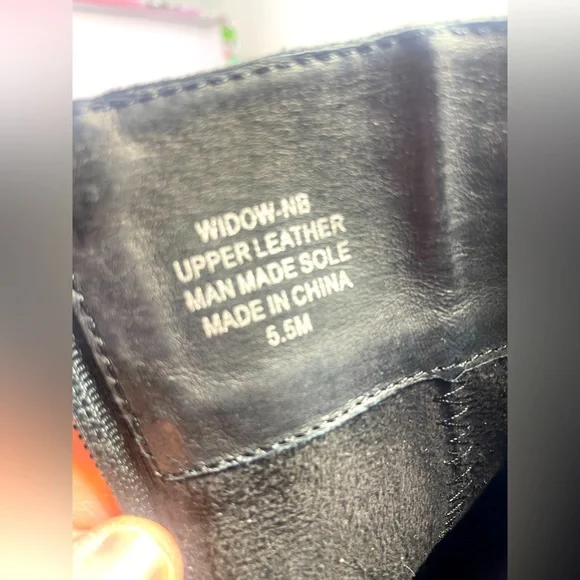 WIDOW-NB
UPPER LEATHER
MAN MADE SOLE
MADE IN CHINA
5.5M